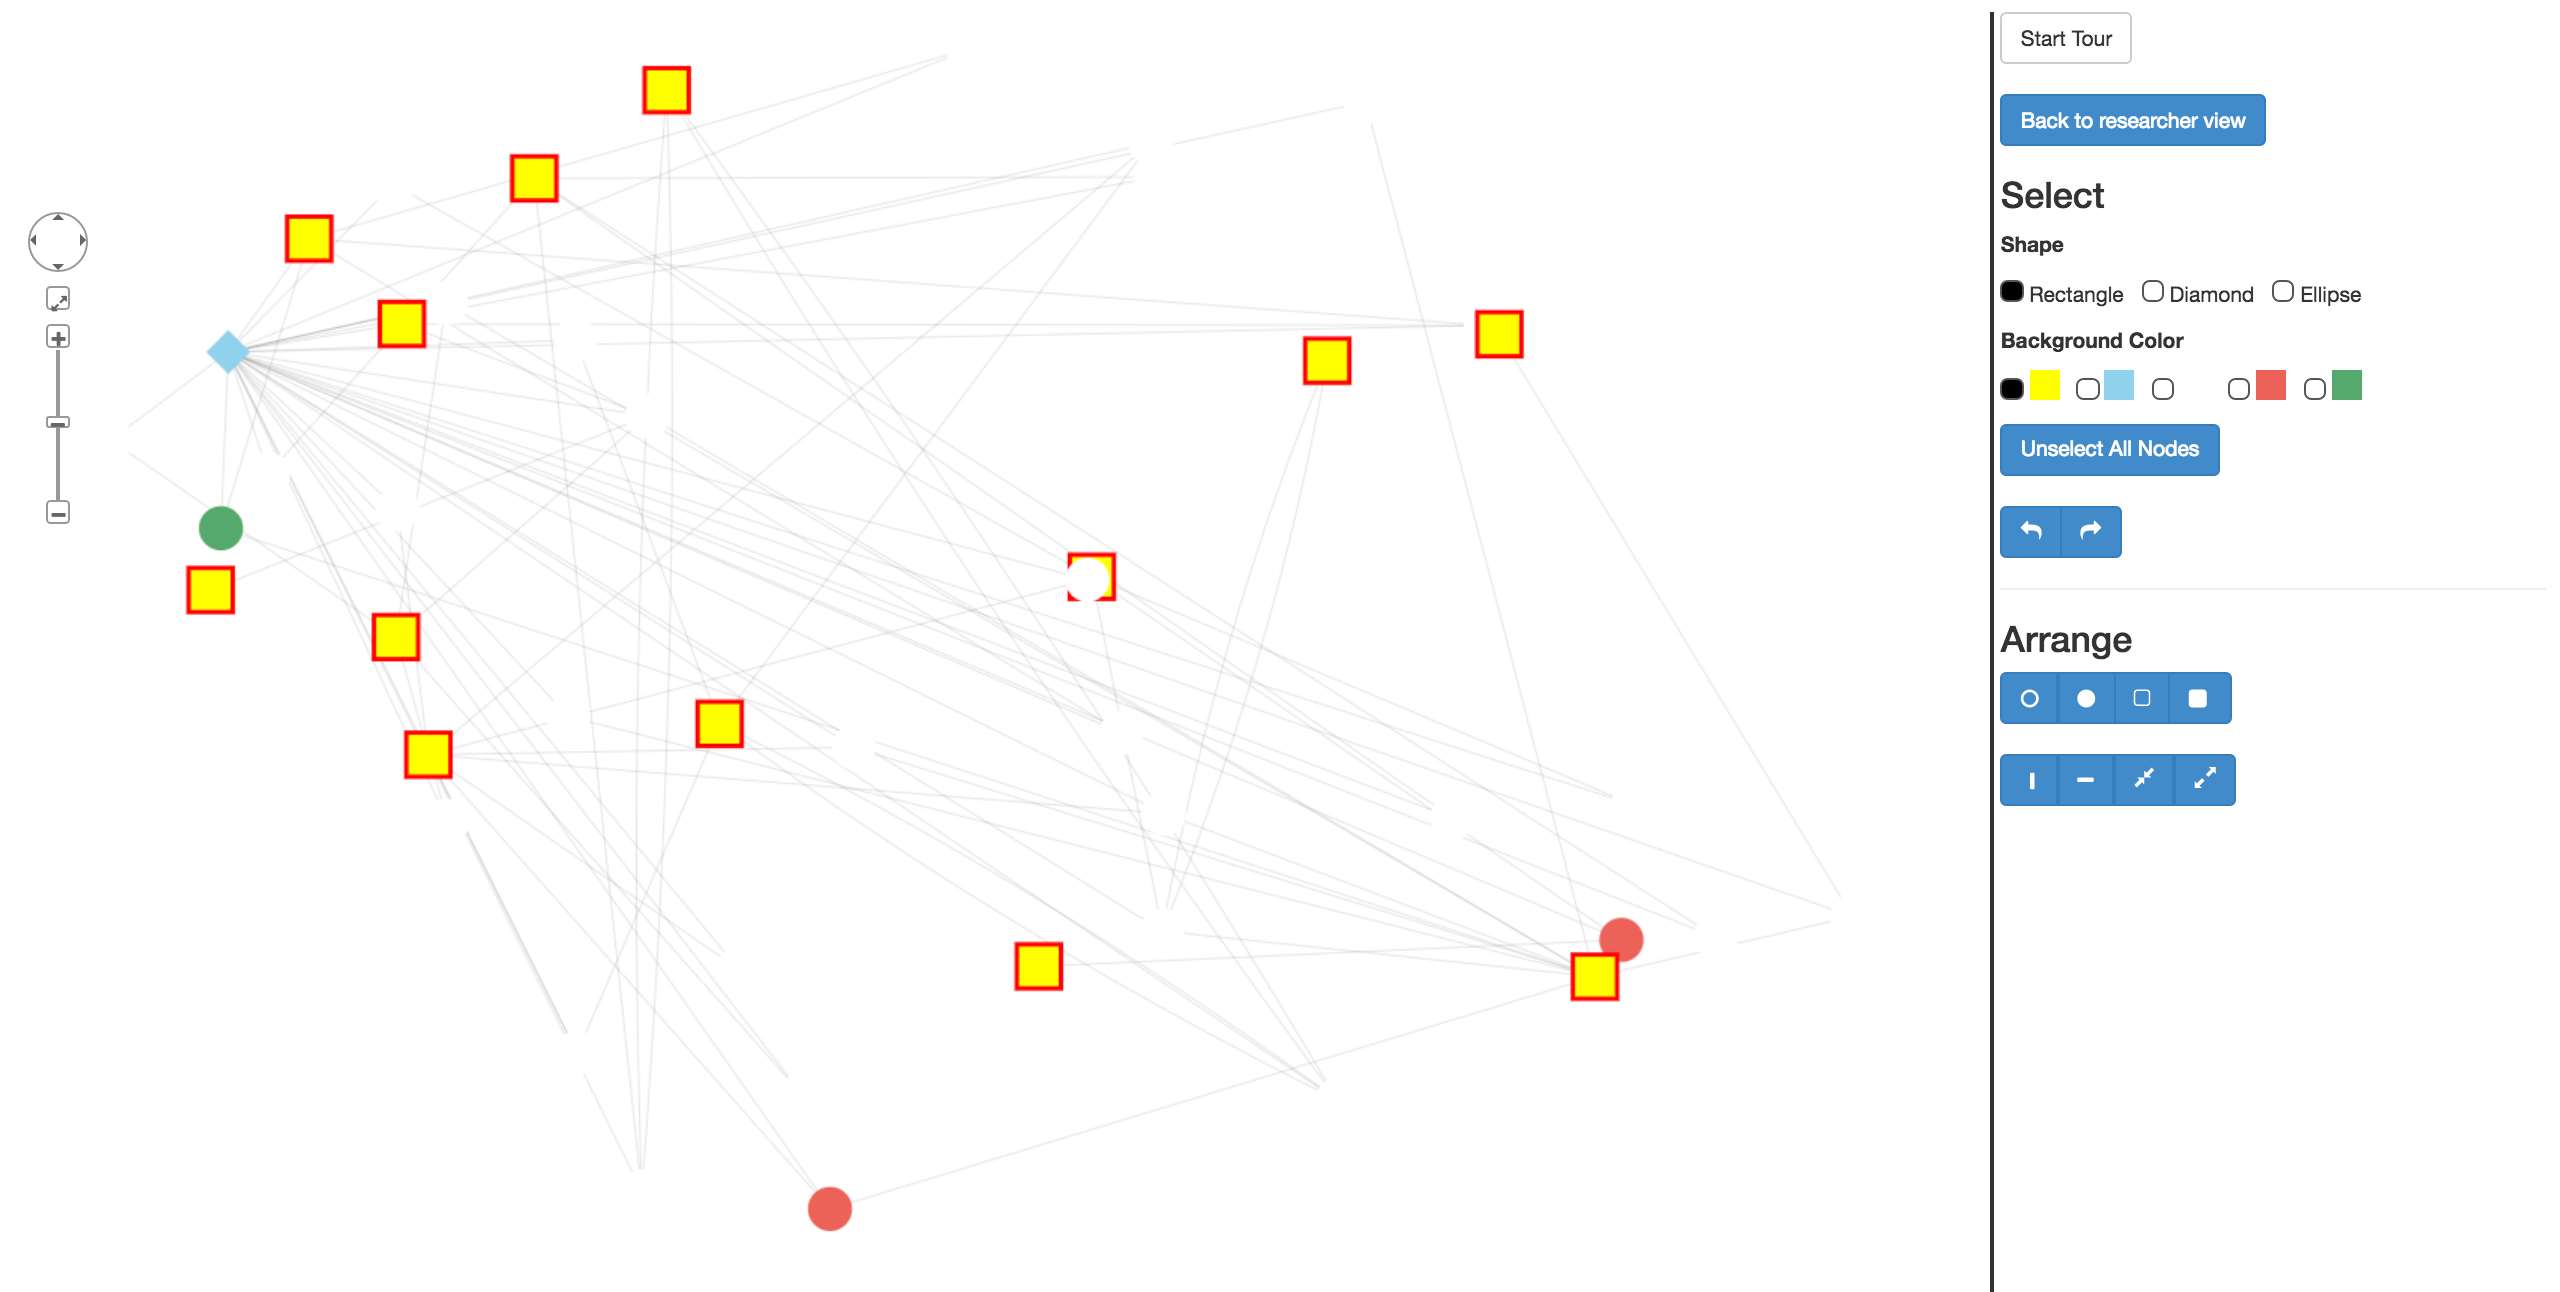 Start Tour
Back to researcher view
Select
Shape
Rectangle Diamond Ellipse
Background Color
Unselect All Nodes
Arrange